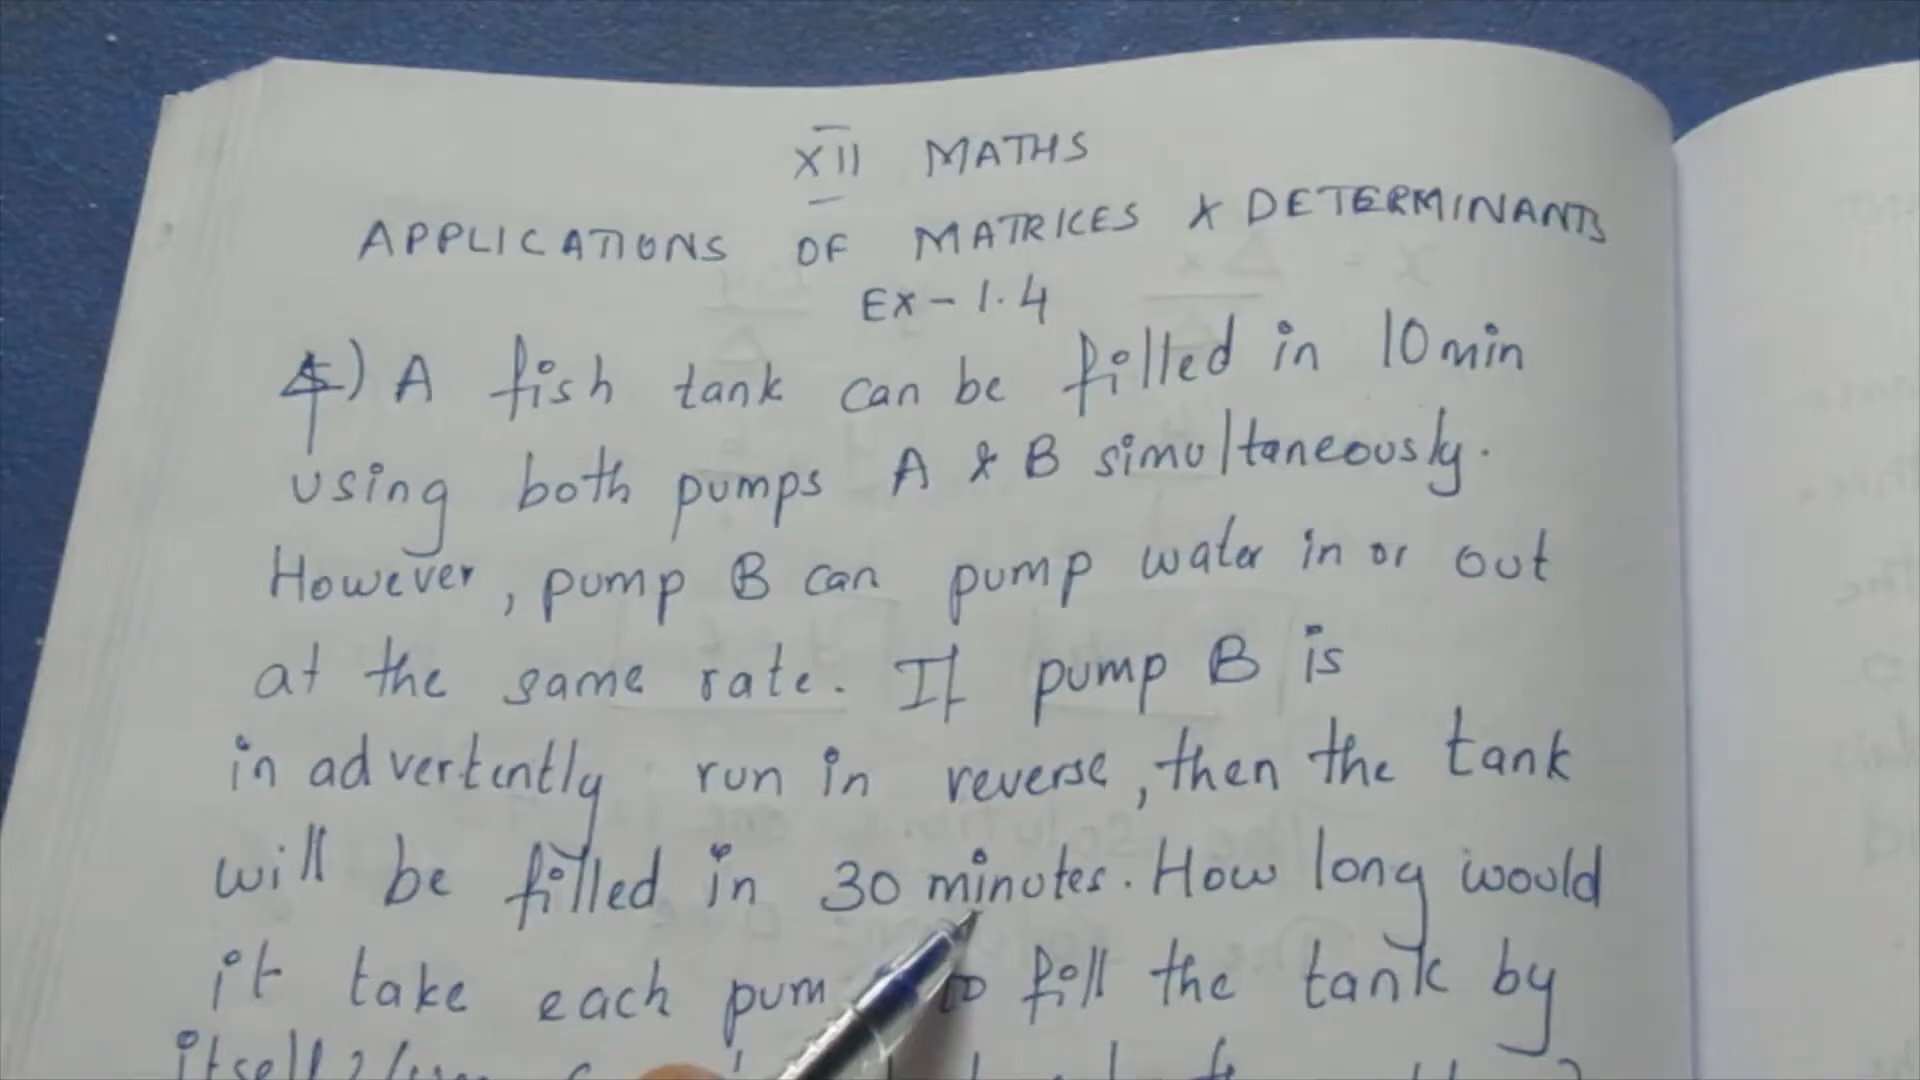 XII MATHS
APPLICATIONS OF MATRICES & DETERMINANTS
EX - 1.4
4) A fish tank can be filled in 10 min
using both pumps A & B simultaneously.
However, pump B can pump water in or out
at the same rate. If pump B is
in advertently run in reverse, then the tank
will be filled in 30 minutes. How long would
it take each pum to fill the tank by
itself?